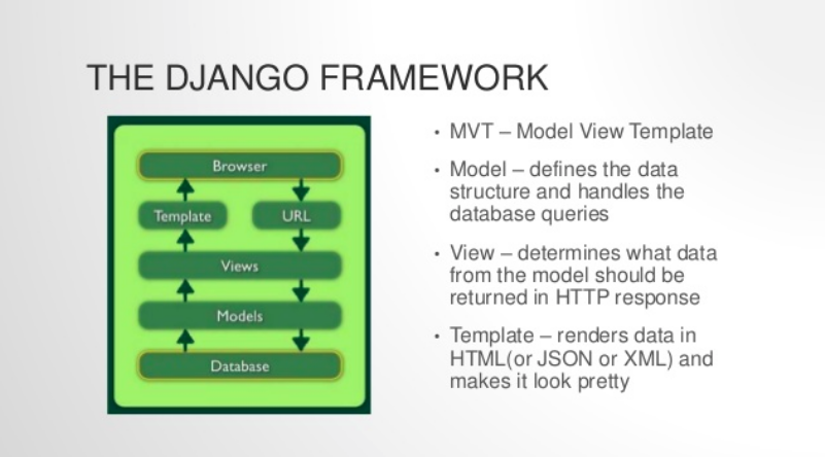 THE DJANGO FRAMEWORK
Browser
Template URL
Views
Models
Database
• MVT – Model View Template
• Model – defines the data
structure and handles the
database queries
• View – determines what data
from the model should be
returned in HTTP response
• Template – renders data in
HTML(or JSON or XML) and
makes it look pretty